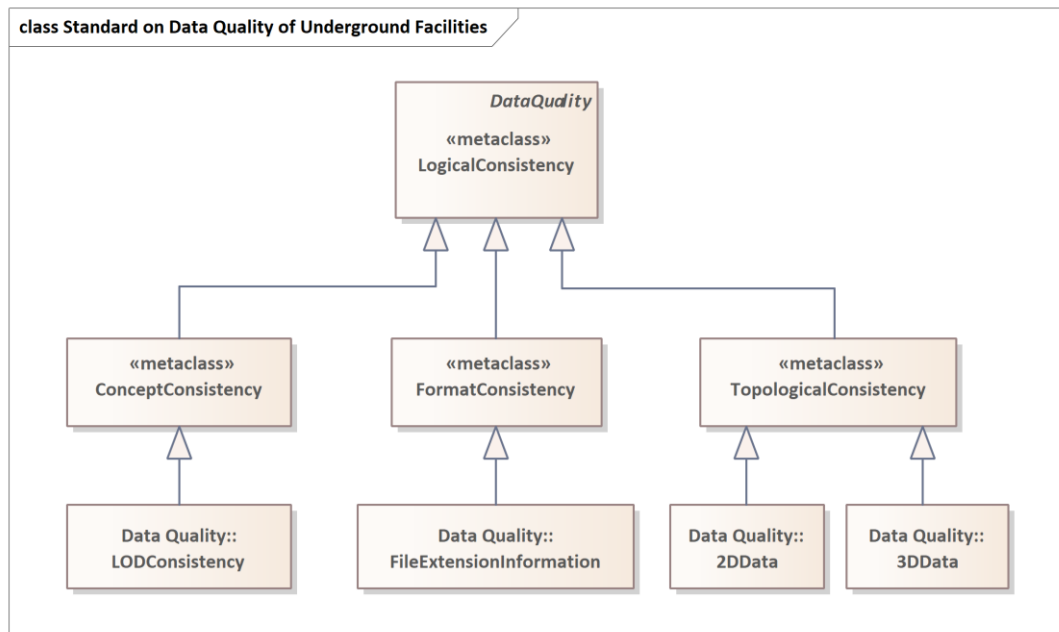 class Standard on Data Quality of Underground Facilities
DataQuality
«metaclass»
LogicalConsistency
«metaclass»
ConceptConsistency
«metaclass»
FormatConsistency
«metaclass»
TopologicalConsistency
Data Quality::
LODConsistency
Data Quality::
FileExtensionInformation
Data Quality::
2DData
Data Quality::
3DData